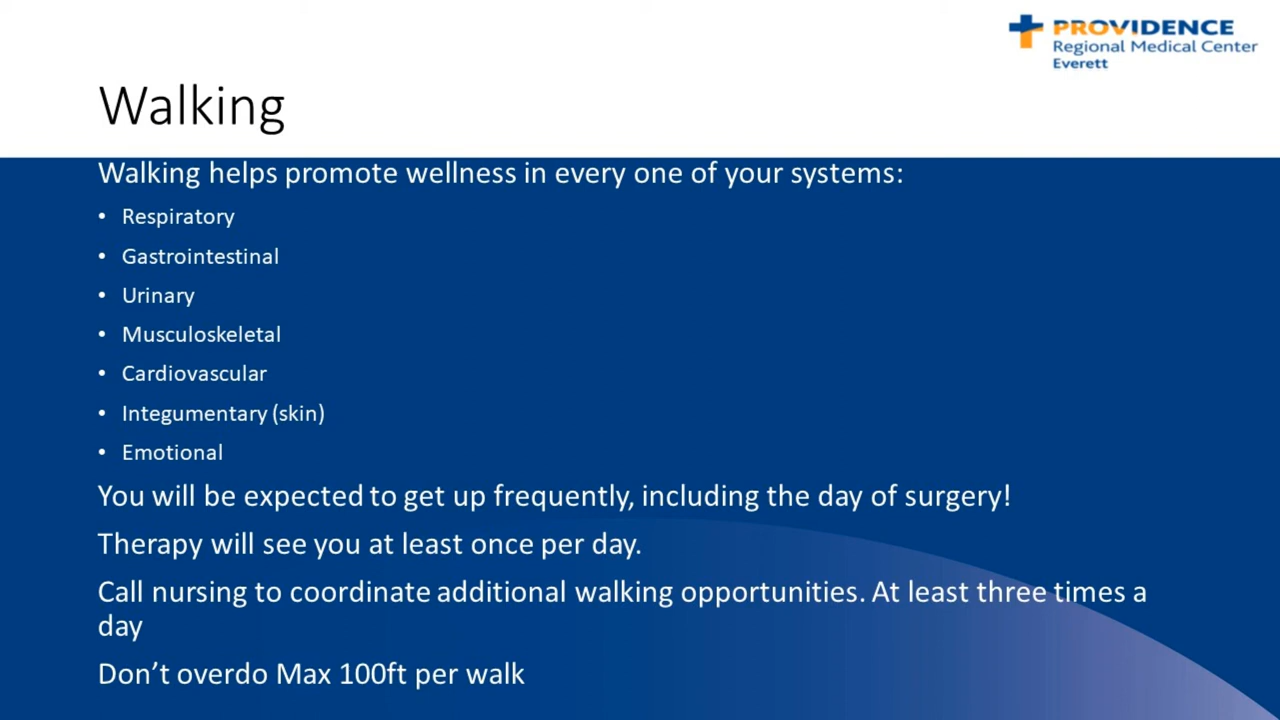 PROVIDENCE
Regional Medical Center
Everett
Walking
Walking helps promote wellness in every one of your systems:
• Respiratory
• Gastrointestinal
• Urinary
• Musculoskeletal
• Cardiovascular
• Integumentary (skin)
• Emotional
You will be expected to get up frequently, including the day of surgery!
Therapy will see you at least once per day.
Call nursing to coordinate additional walking opportunities. At least three times a
day
Don’t overdo Max 100ft per walk